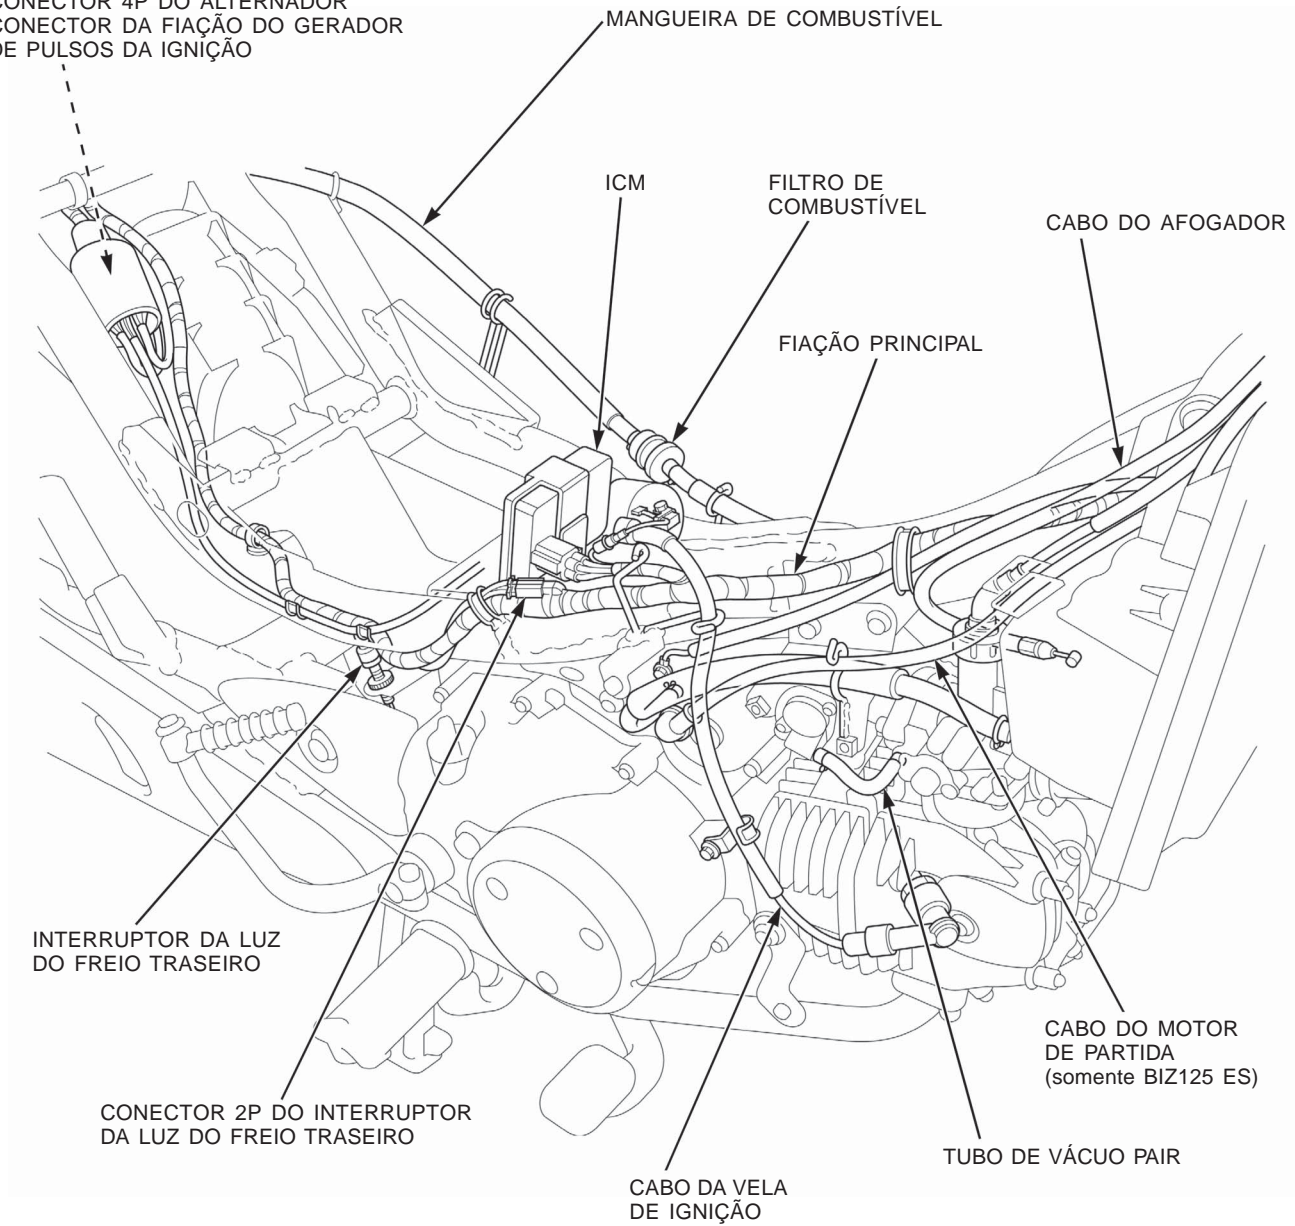 CONECTOR 4P DO ALTERNADOR
CONECTOR DA FIAÇÃO DO GERADOR
DE PULSOS DA IGNIÇÃO
MANGUEIRA DE COMBUSTÍVEL
ICM
FILTRO DE
COMBUSTÍVEL
CABO DO AFOGADOR
FIAÇÃO PRINCIPAL
INTERRUPTOR DA LUZ
DO FREIO TRASEIRO
CABO DO MOTOR
DE PARTIDA
(somente BIZ125 ES)
CONECTOR 2P DO INTERRUPTOR
DA LUZ DO FREIO TRASEIRO
TUBO DE VÁCUO PAIR
CABO DA VELA
DE IGNIÇÃO